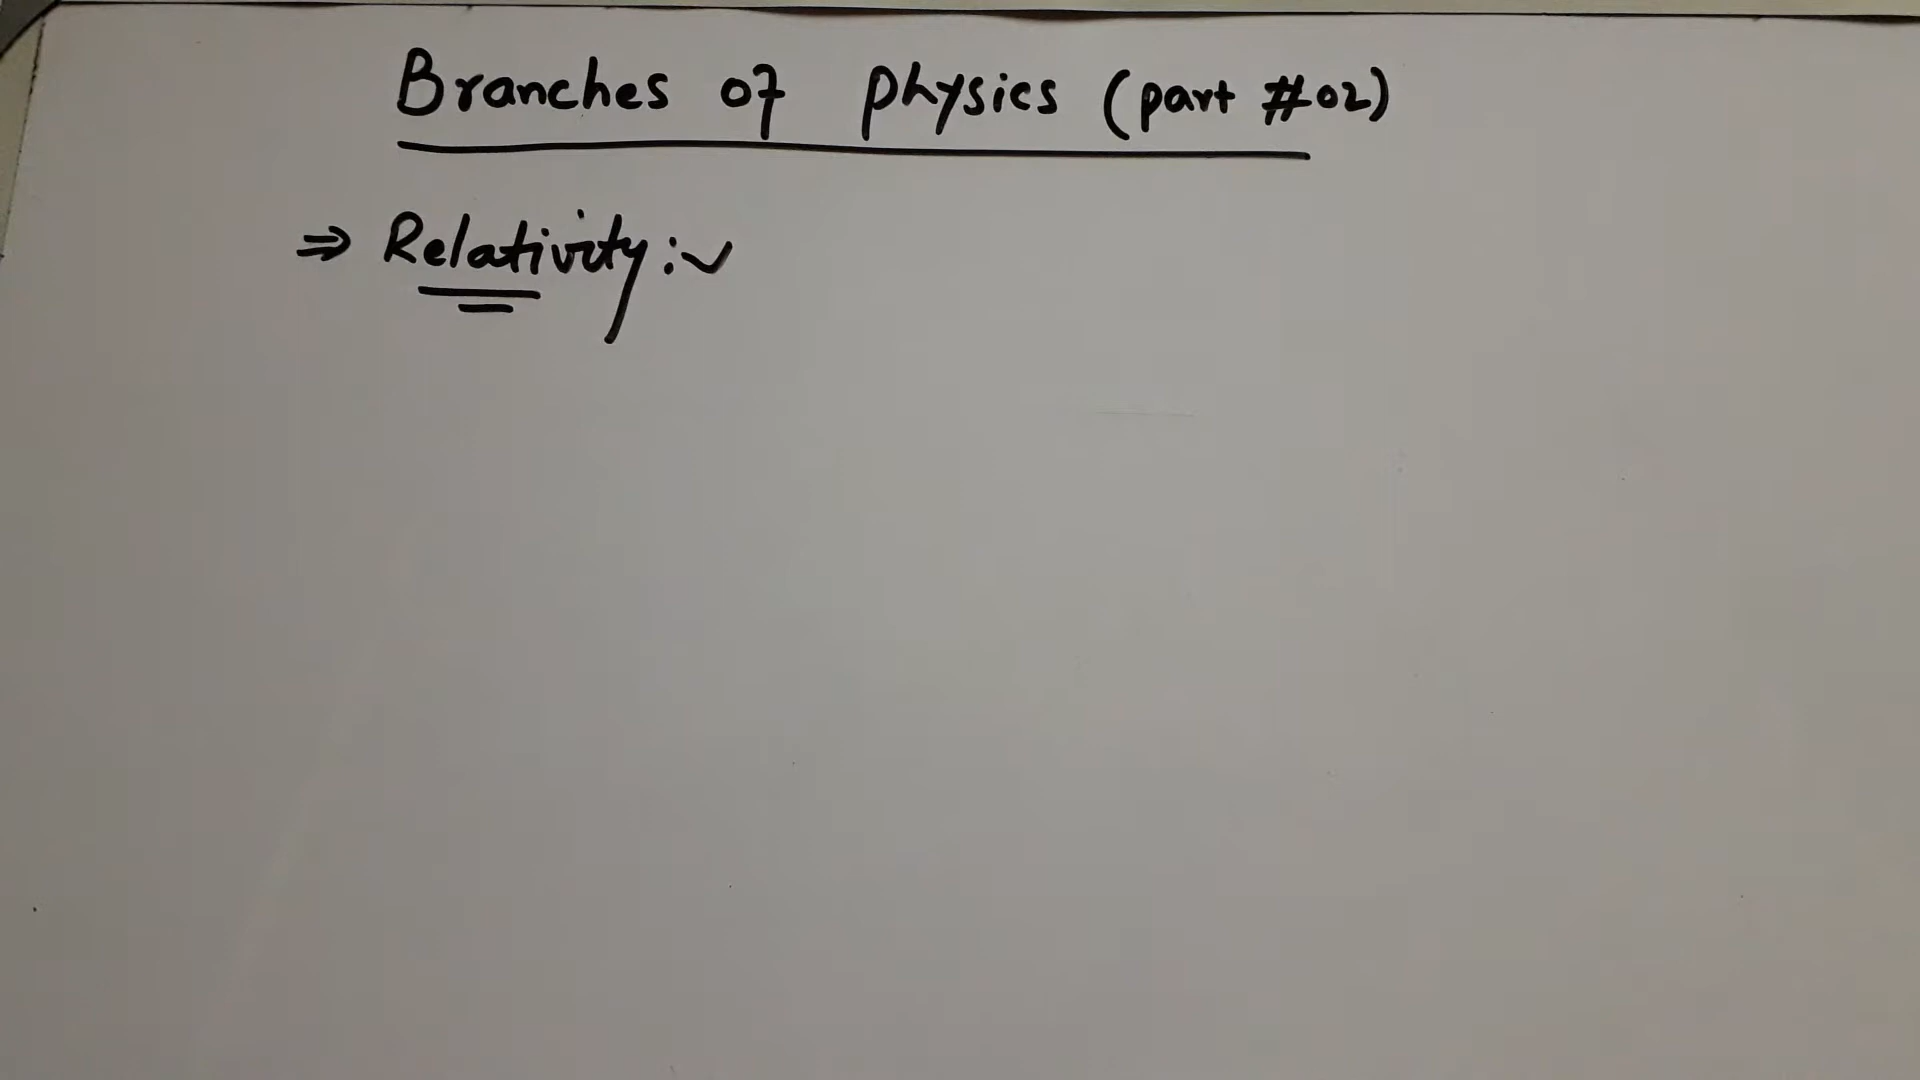 Branches of physics (part #02)
⇒ Relativity:~